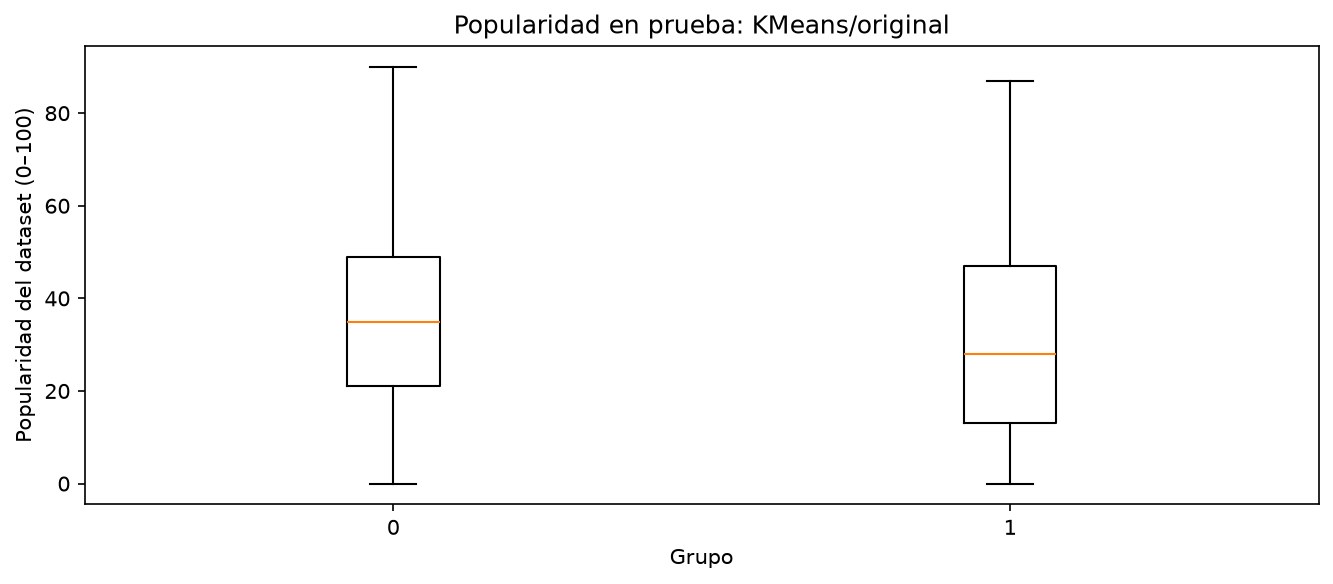 Popularidad en prueba: KMeans/original
Popularidad del dataset (0–100)
80
60
40
20
0
0
1
Grupo